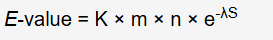 E-value = K × m × n × e^-λS